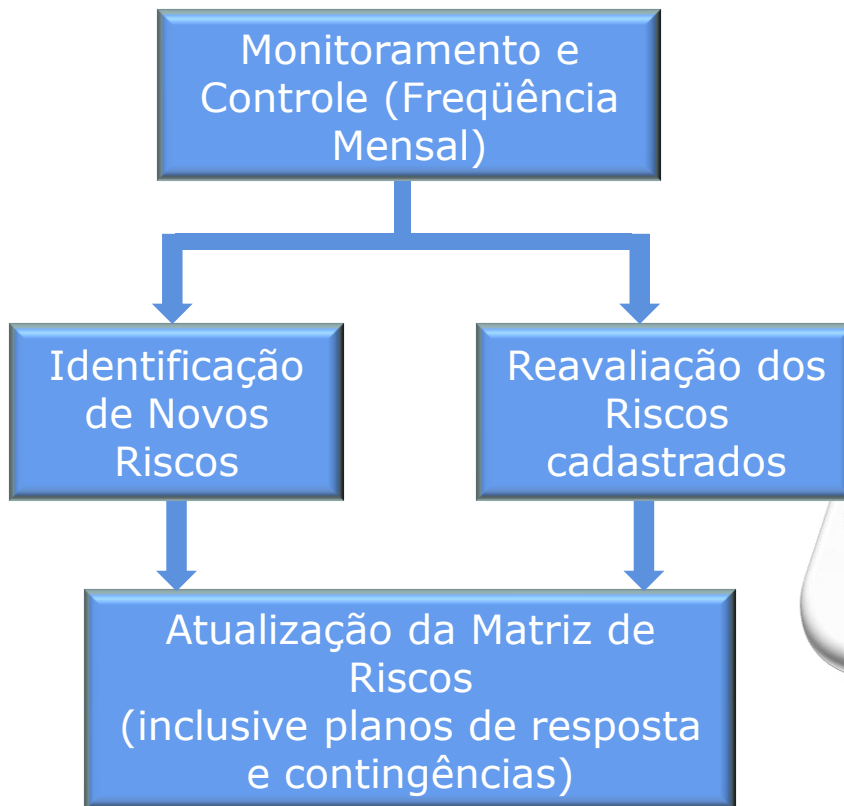 Monitoramento e
Controle (Freqüência
Mensal)
Identificação
de Novos
Riscos
Reavaliação dos
Riscos
cadastrados
Atualização da Matriz de
Riscos
(inclusive planos de resposta
e contingências)